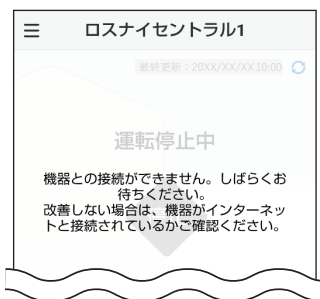 ロスナイセントラル1
最終更新：20XX/XX/XX 10:00
運転停止中
機器との接続ができません。しばらくお
待ちください。
改善しない場合は、機器がインターネッ
トと接続されているかご確認ください。